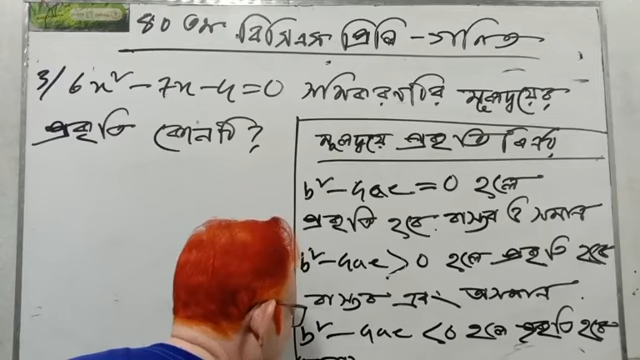 40 তম বিসিএস প্রিলি - গণিত
3/ 6x² - 7x - 4 = 0 সমিকরণটির মূলদ্বয়ের
প্রকৃতি কোনটি?
মূলদ্বয়ে প্রকৃতি নির্ণয়
b² - 4ac = 0 হলে
প্রকৃতি হবে বাস্তব ও সমান
b² - 4ac > 0 হলে প্রকৃতি হবে
বাস্তব এবং অসমান
b² - 4ac < 0 হলে প্রকৃতি হবে